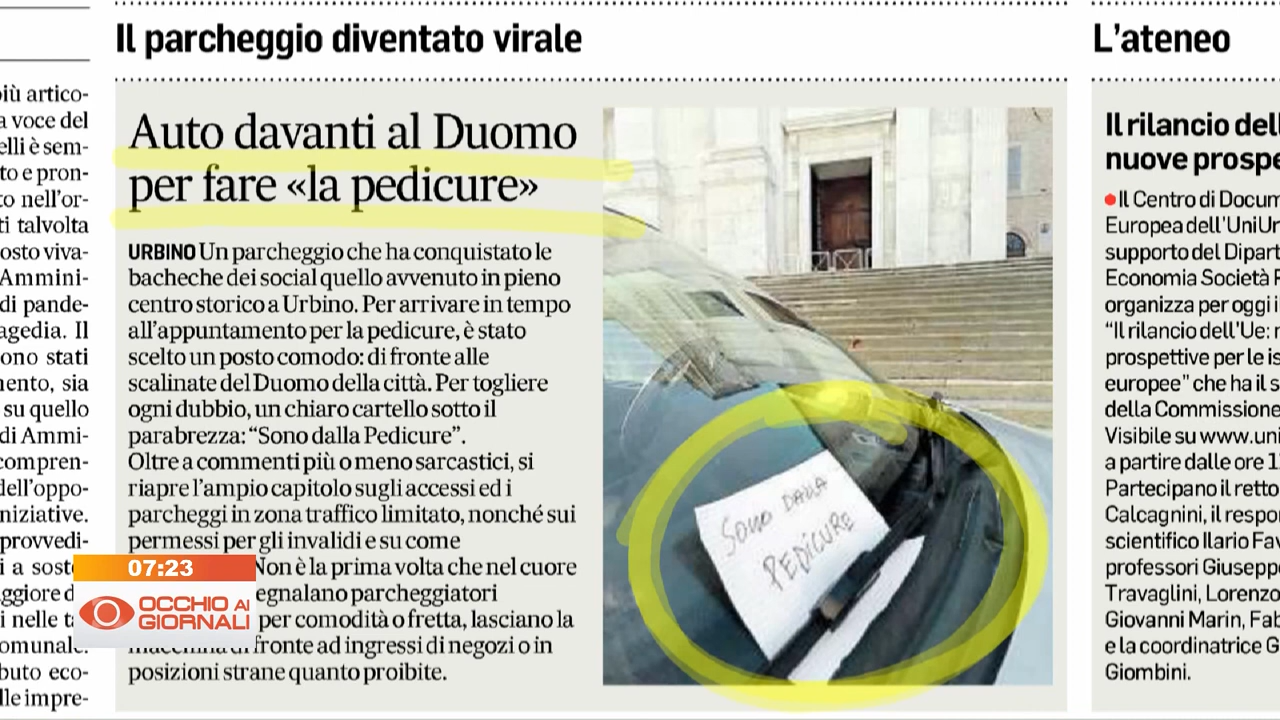 Il parcheggio diventato virale
L'ateneo
più artico-
a voce del
elli è sem-
to e pron-
to nell'or-
ti talvolta
osto viva-
Ammini-
di pande-
agedia. Il
ono stati
mento, sia
su quello
di Ammi-
compren-
dell'oppo-
niziative.
provvedi-
i a sost
ggiore d
i nelle ta
omunale.
buto eco-
lle impre-
Auto davanti al Duomo
per fare «la pedicure»
URBINO Un parcheggio che ha conquistato le
bacheche dei social quello avvenuto in pieno
centro storico a Urbino. Per arrivare in tempo
all'appuntamento per la pedicure, è stato
scelto un posto comodo: di fronte alle
scalinate del Duomo della città. Per togliere
ogni dubbio, un chiaro cartello sotto il
parabrezza: “Sono dalla Pedicure”.
Oltre a commenti più o meno sarcastici, si
riapre l'ampio capitolo sugli accessi ed i
parcheggi in zona traffico limitato, nonché sui
permessi per gli invalidi e su come
Non è la prima volta che nel cuore
egnalano parcheggiatori
per comodità o fretta, lasciano la
macchina di fronte ad ingressi di negozi o in
posizioni strane quanto proibite.
SONO DALLA
PEDICURE
07:23
OCCHIO AI
GIORNALI
Il rilancio dell
nuove prospe
Il Centro di Docum
Europea dell'UniUr
supporto del Dipart
Economia Società P
organizza per oggi i
“Il rilancio dell'Ue: n
prospettive per le is
europee” che ha il s
della Commissione
Visibile su www.uni
a partire dalle ore 1
Partecipano il retto
Calcagnini, il respon
scientifico Ilario Fav
professori Giuseppe
Travaglini, Lorenzo
Giovanni Marin, Fab
e la coordinatrice G
Giombini.